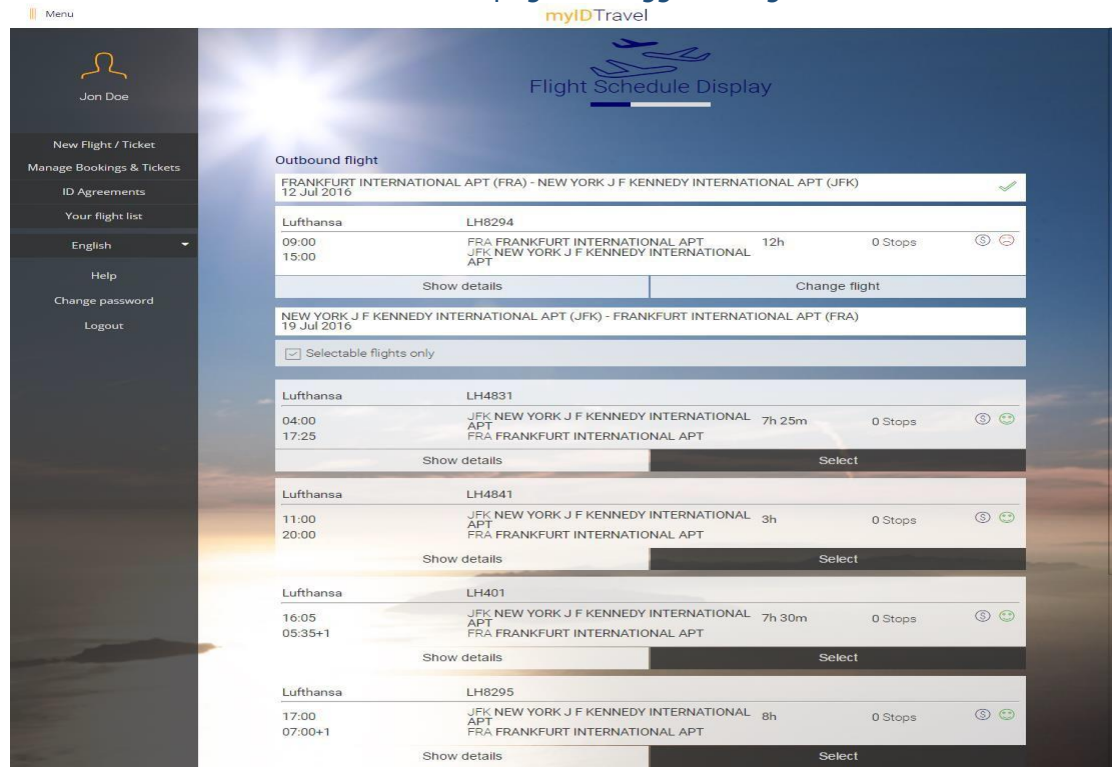 Menu
myIDTravel
Jon Doe
New Flight / Ticket
Manage Bookings & Tickets
ID Agreements
Your flight list
English
Help
Change password
Logout
Flight Schedule Display
Outbound flight
FRANKFURT INTERNATIONAL APT (FRA) - NEW YORK J F KENNEDY INTERNATIONAL APT (JFK)
12 Jul 2016
Lufthansa LH8294
09:00 FRA FRANKFURT INTERNATIONAL APT 12h 0 Stops S
15:00 JFK NEW YORK J F KENNEDY INTERNATIONAL
APT
Show details Change flight
NEW YORK J F KENNEDY INTERNATIONAL APT (JFK) - FRANKFURT INTERNATIONAL APT (FRA)
19 Jul 2016
Selectable flights only
Lufthansa LH4831
04:00 JFK NEW YORK J F KENNEDY INTERNATIONAL 7h 25m 0 Stops S
APT
17:25 FRA FRANKFURT INTERNATIONAL APT
Show details Select
Lufthansa LH4841
11:00 JFK NEW YORK J F KENNEDY INTERNATIONAL 3h 0 Stops S
APT
20:00 FRA FRANKFURT INTERNATIONAL APT
Show details Select
Lufthansa LH401
16:05 JFK NEW YORK J F KENNEDY INTERNATIONAL 7h 30m 0 Stops S
APT
05:35+1 FRA FRANKFURT INTERNATIONAL APT
Show details Select
Lufthansa LH8295
17:00 JFK NEW YORK J F KENNEDY INTERNATIONAL 8h 0 Stops S
APT
07:00+1 FRA FRANKFURT INTERNATIONAL APT
Show details Select